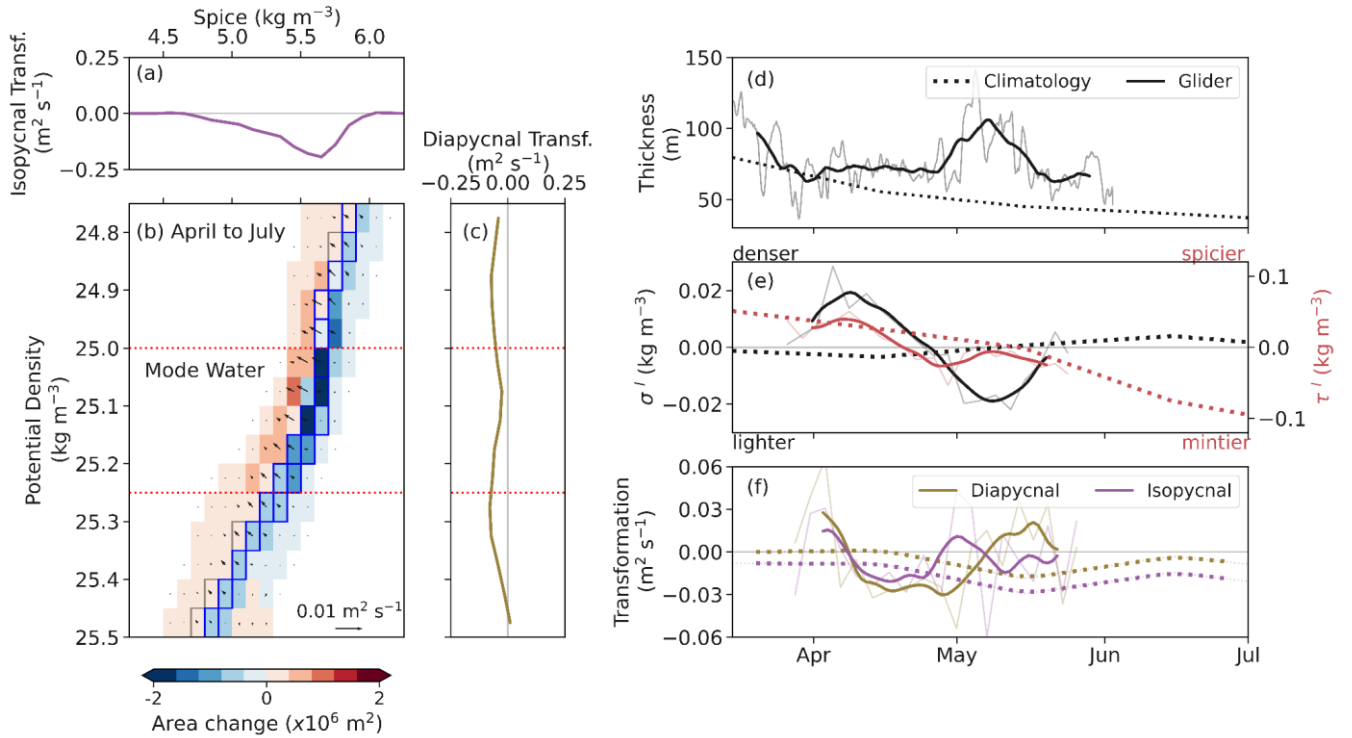 Spice (kg m⁻³)
4.5 5.0 5.5 6.0
Isopycnal Transf.
(m² s⁻¹)
0.25
0.00
−0.25
(a)
Diapycnal Transf.
(m² s⁻¹)
−0.25 0.00 0.25
Potential Density
(kg m⁻³)
24.8
24.9
25.0
25.1
25.2
25.3
25.4
25.5
(b) April to July
Mode Water
0.01 m² s⁻¹
(c)
-2 0 2
Area change (x10⁶ m²)
Thickness
(m)
150
100
50
(d)
Climatology Glider
denser spicier
(e)
σ′ (kg m⁻³)
0.02
0.00
−0.02
0.1
0.0
−0.1
τ′ (kg m⁻³)
lighter mintier
Transformation
(m² s⁻¹)
0.06
0.03
0.00
−0.03
−0.06
(f)
Diapycnal Isopycnal
Apr May Jun Jul